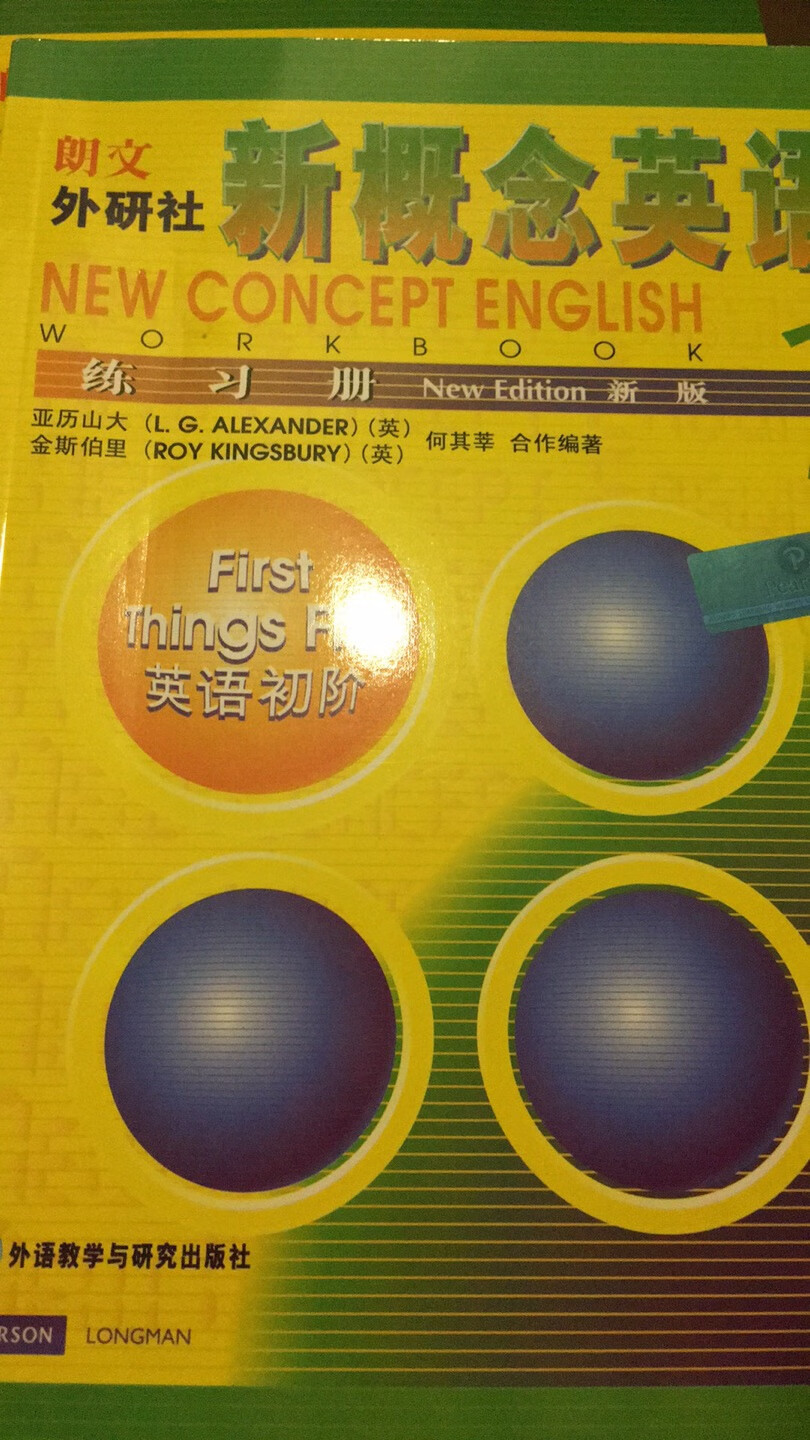 朗文
外研社
新概念英语
NEW CONCEPT ENGLISH
WORKBOOK
练习册 New Edition 新版
亚历山大 (L. G. ALEXANDER) (英)
金斯伯里 (ROY KINGSBURY) (英)
何其莘 合作编著
First
Things
英语初阶
外语教学与研究出版社
RSON LONGMAN